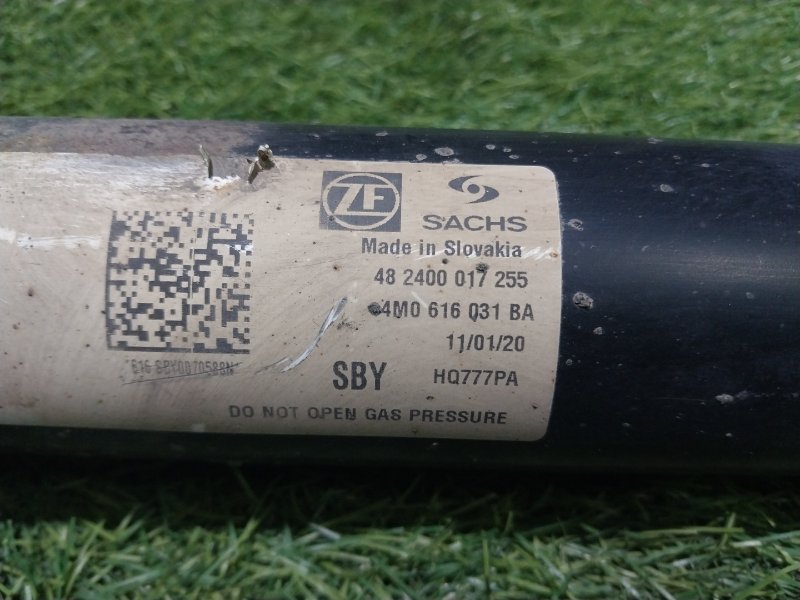 ZF
SACHS
Made in Slovakia
48 2400 017 255
4M0 616 031 BA
11/01/20
SBY HQ777PA
DO NOT OPEN GAS PRESSURE